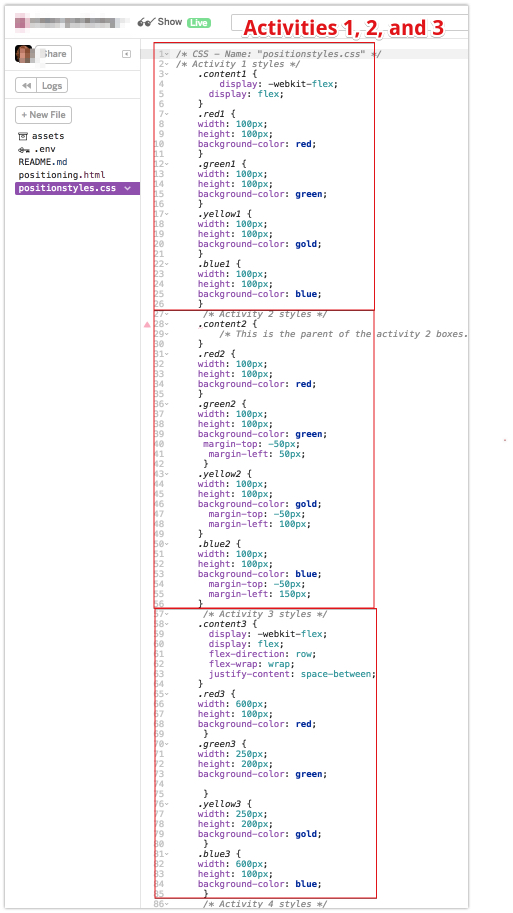 Show Live
Activities 1, 2, and 3
Share
Logs
+ New File
assets
.env
README.md
positioning.html
positionstyles.css
1 /* CSS - Name: "positionstyles.css" */
2 /* Activity 1 styles */
3 .content1 {
4 display: -webkit-flex;
5 display: flex;
6 }
7 .red1 {
8 width: 100px;
9 height: 100px;
10 background-color: red;
11 }
12 .green1 {
13 width: 100px;
14 height: 100px;
15 background-color: green;
16 }
17 .yellow1 {
18 width: 100px;
19 height: 100px;
20 background-color: gold;
21 }
22 .blue1 {
23 width: 100px;
24 height: 100px;
25 background-color: blue;
26 }
27 /* Activity 2 styles */
28 .content2 {
29 /* This is the parent of the activity 2 boxes.
30 }
31 .red2 {
32 width: 100px;
33 height: 100px;
34 background-color: red;
35 }
36 .green2 {
37 width: 100px;
38 height: 100px;
39 background-color: green;
40 margin-top: -50px;
41 margin-left: 50px;
42 }
43 .yellow2 {
44 width: 100px;
45 height: 100px;
46 background-color: gold;
47 margin-top: -50px;
48 margin-left: 100px;
49 }
50 .blue2 {
51 width: 100px;
52 height: 100px;
53 background-color: blue;
54 margin-top: -50px
55 margin-left: 150px;
56 }
57 /* Activity 3 styles */
58 .content3 {
59 display: -webkit-flex;
60 display: flex;
61 flex-direction: row;
62 flex-wrap: wrap;
63 justify-content: space-between;
64 }
65 .red3 {
66 width: 600px;
67 height: 100px;
68 background-color: red;
69 }
70 .green3 {
71 width: 250px;
72 height: 200px;
73 background-color: green;
74
75 }
76 .yellow3 {
77 width: 250px;
78 height: 200px;
79 background-color: gold;
80 }
81 .blue3 {
82 width: 600px;
83 height: 100px;
84 background-color: blue;
85 }
86 /* Activity 4 styles */